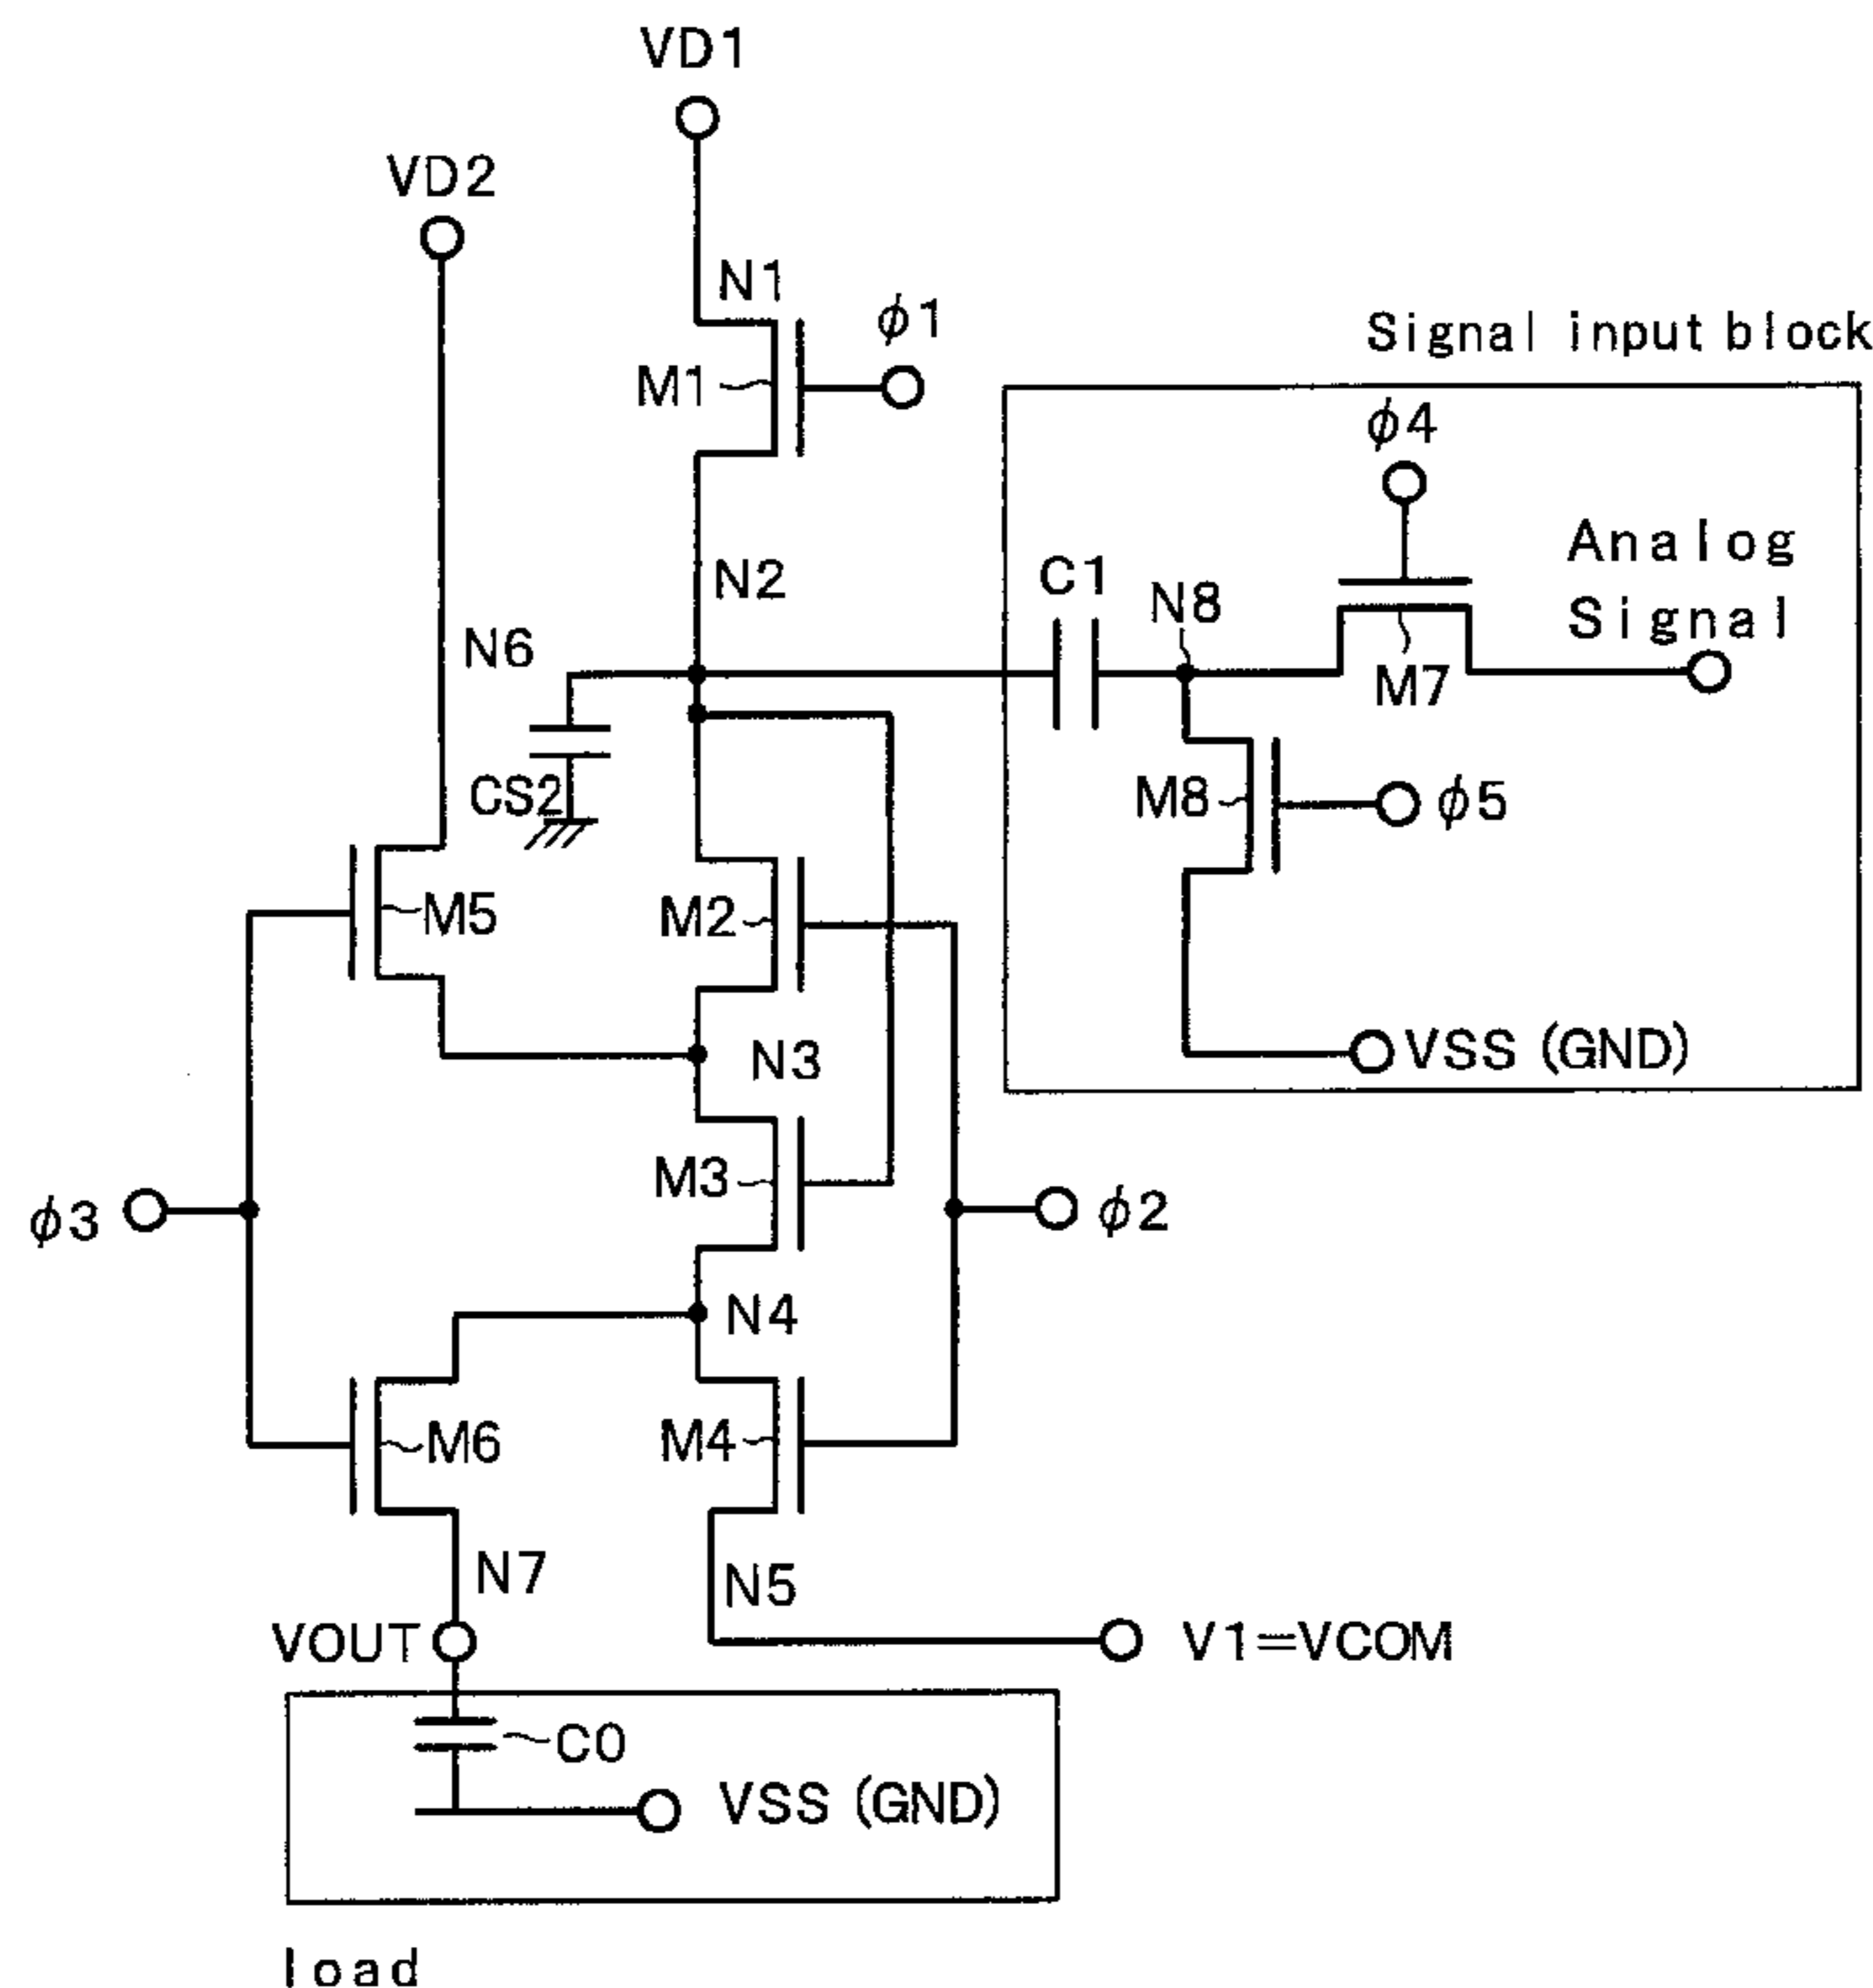 VD1
VD2
N1
φ1
M1
Signal input block
φ4
Analog
Signal
N2
C1
N8
N6
M7
CS2
M8
φ5
M5
M2
N3
VSS (GND)
M3
φ3
φ2
N4
M6
M4
N7
N5
VOUT
V1=VCOM
C0
VSS (GND)
load